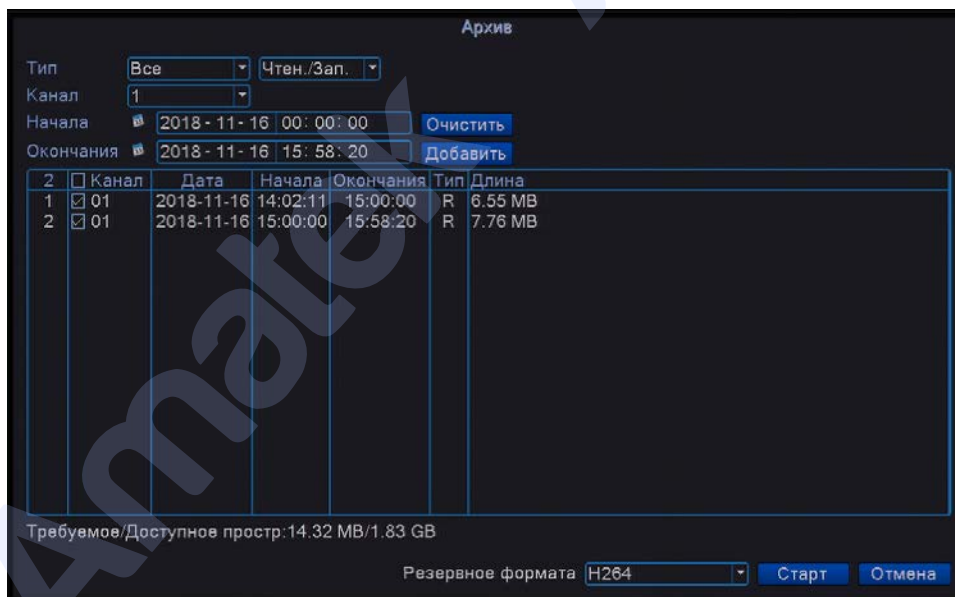 Архив
Тип Все Чтен./Зап.
Канал 1
Начала 2018 - 11 - 16 00: 00: 00 Очистить
Окончания 2018 - 11 - 16 15: 58: 20 Добавить
2 Канал Дата Начала Окончания Тип Длина
1 01 2018-11-16 14:02:11 15:00:00 R 6.55 MB
2 01 2018-11-16 15:00:00 15:58:20 R 7.76 MB
Требуемое/Доступное простр:14.32 MB/1.83 GB
Резервное формата H264 Старт Отмена
Amatek